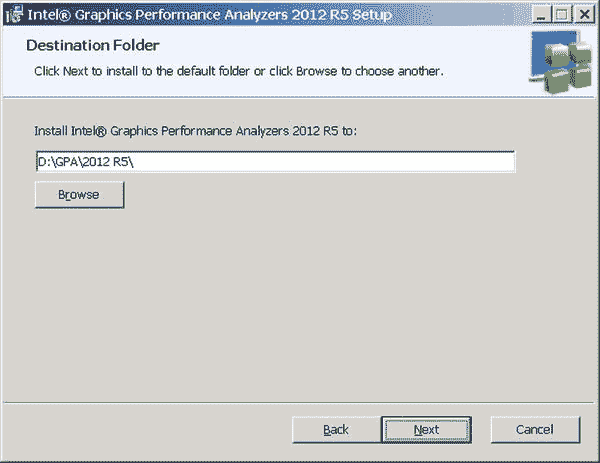 Intel® Graphics Performance Analyzers 2012 R5 Setup
Destination Folder
Click Next to install to the default folder or click Browse to choose another.
Install Intel® Graphics Performance Analyzers 2012 R5 to:
D:\GPA\2012 R5\
Browse
Back
Next
Cancel